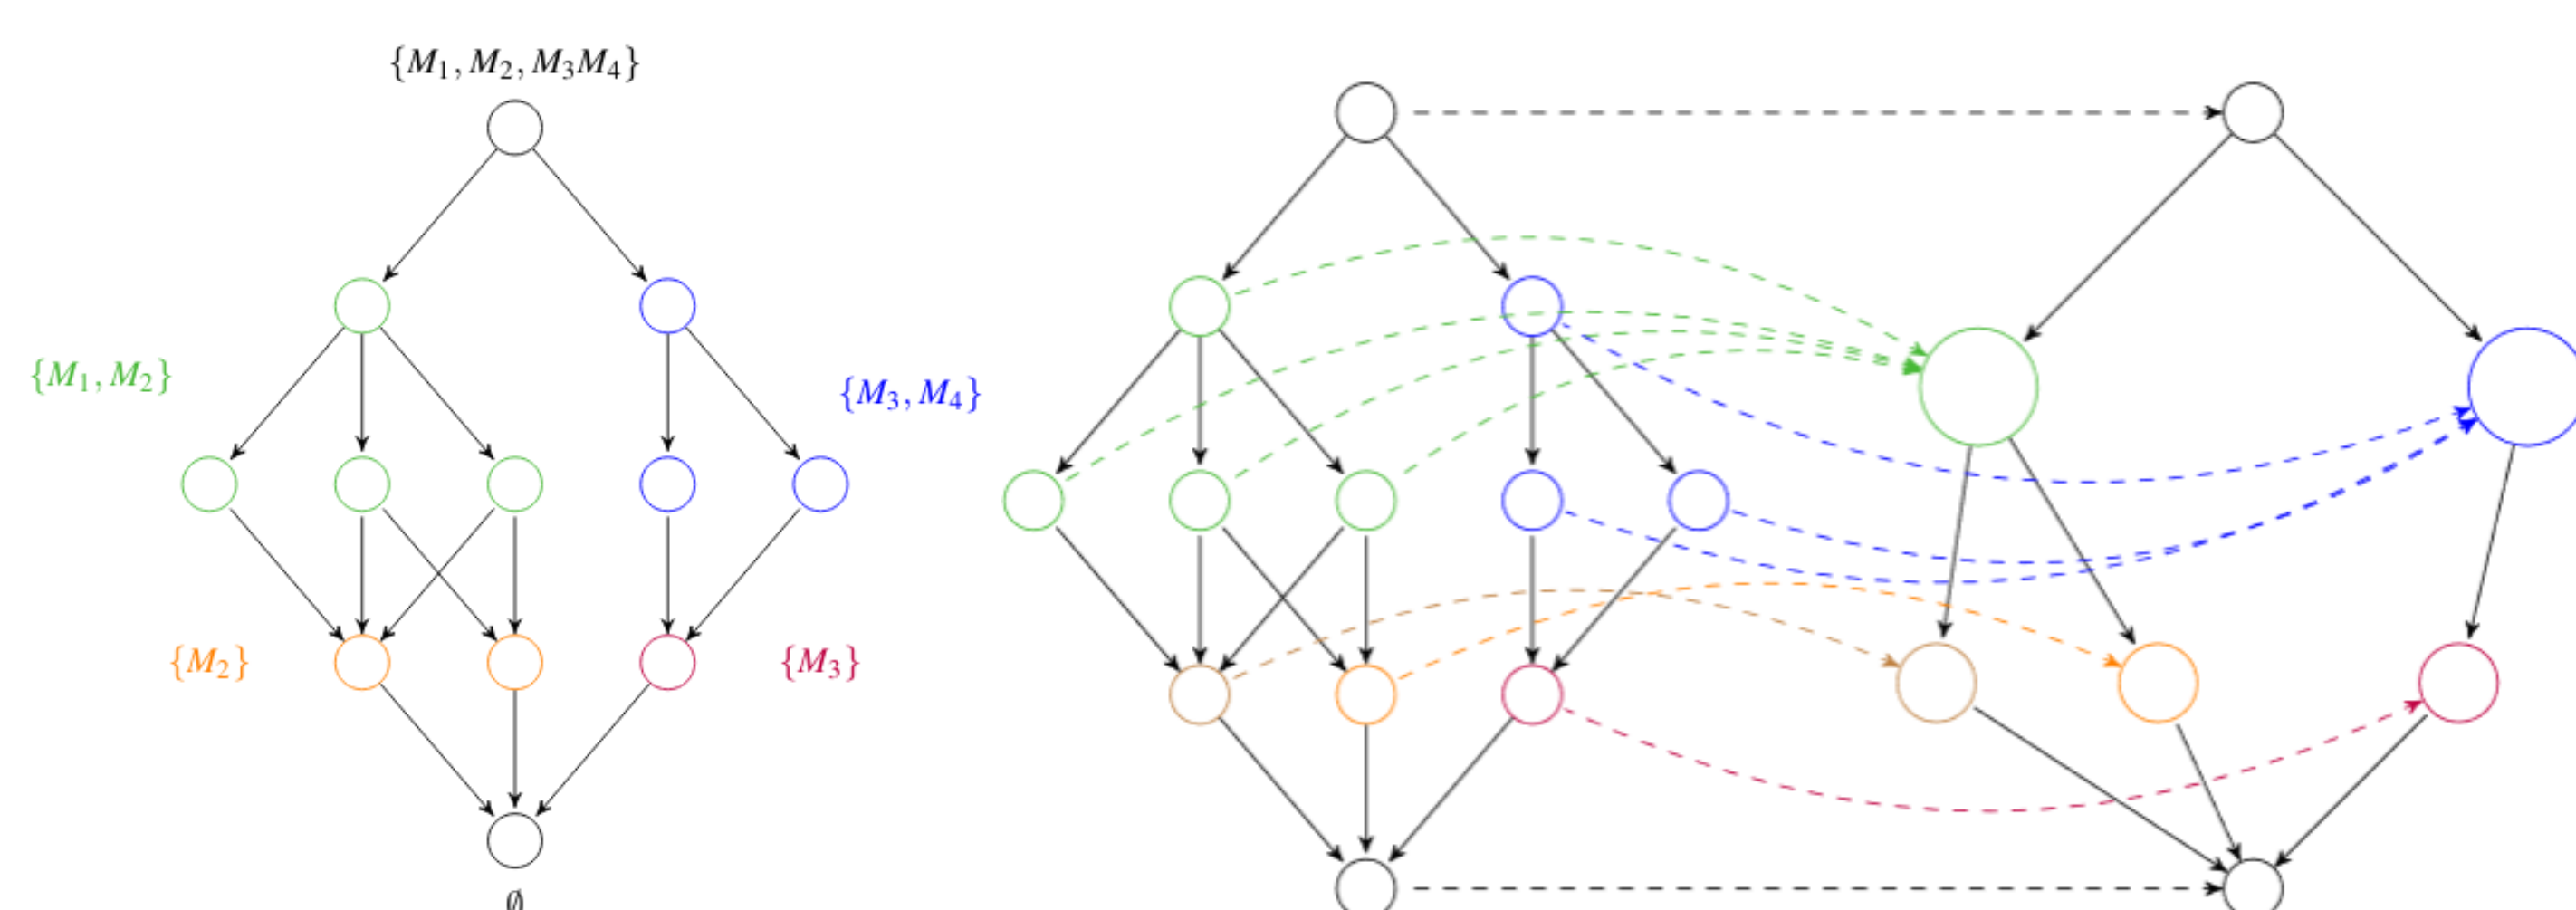 {M₁, M₂, M₃M₄}
{M₁, M₂}
{M₃, M₄}
{M₂}
{M₃}
∅